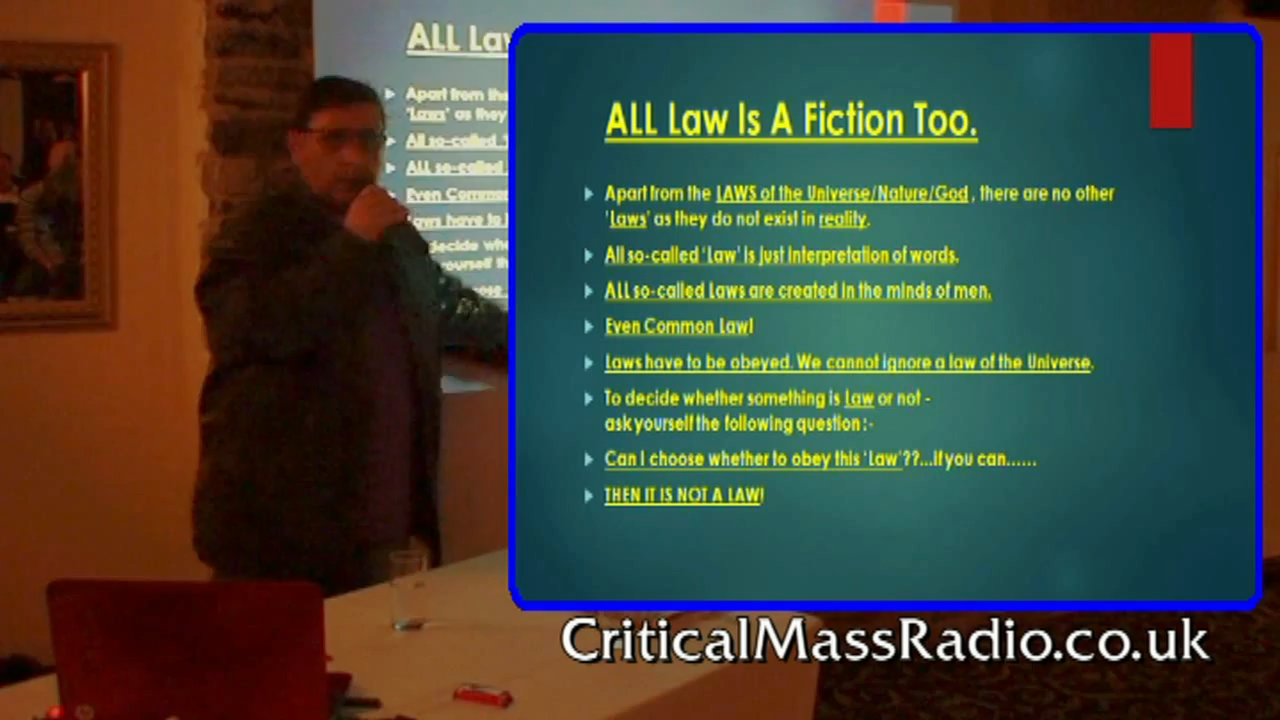 ALL Law
Apart from the
'Laws' as they
All so-called '
ALL so-called
Even Common
Laws have to
decide whe
yourself th
ALL Law Is A Fiction Too.
Apart from the LAWS of the Universe/Nature/God , there are no other
'Laws' as they do not exist in reality.
All so-called 'Law' is just interpretation of words.
ALL so-called Laws are created in the minds of men.
Even Common Law!
Laws have to be obeyed. We cannot ignore a law of the Universe.
To decide whether something is law or not -
ask yourself the following question :-
Can I choose whether to obey this 'Law'??...If you can......
THEN IT IS NOT A LAW!
CriticalMassRadio.co.uk